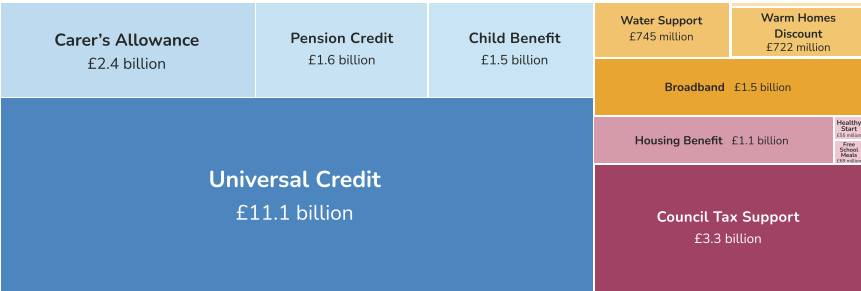 Carer’s Allowance
£2.4 billion
Pension Credit
£1.6 billion
Child Benefit
£1.5 billion
Universal Credit
£11.1 billion
Water Support
£745 million
Warm Homes
Discount
£722 million
Broadband £1.5 billion
Housing Benefit £1.1 billion
Healthy
Start
million
Free
School
Meals
million
Council Tax Support
£3.3 billion